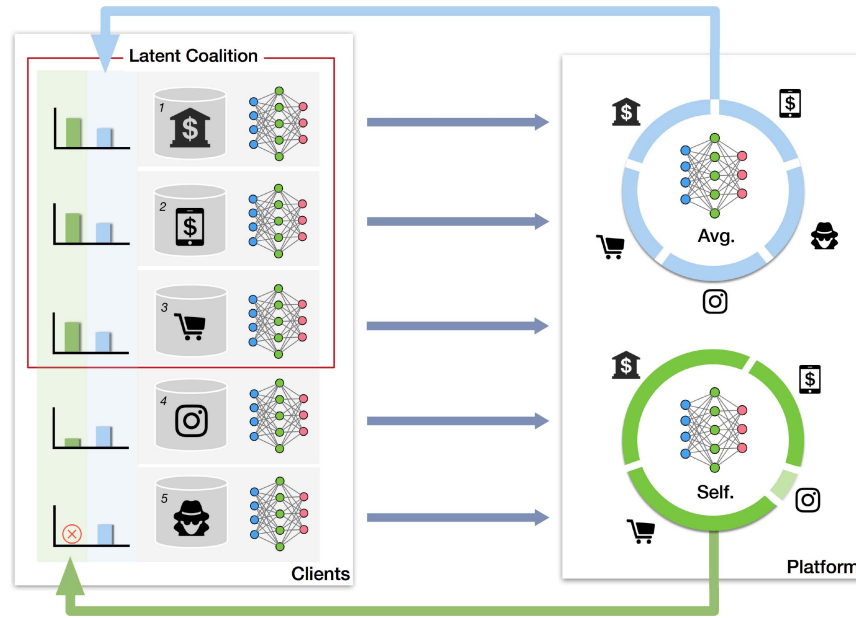 Latent Coalition
1
$
2
$
3
4
5
Clients
$
$
Avg.
$
$
Self.
Platform